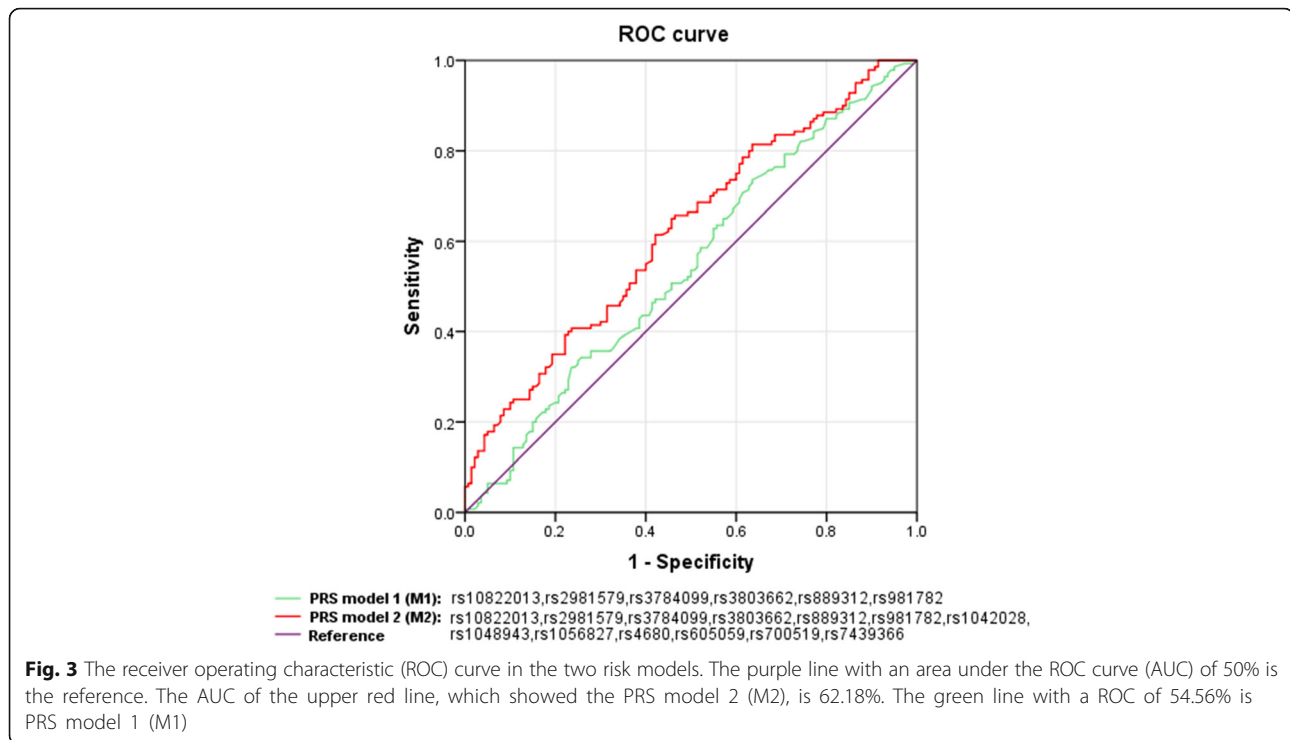 ROC curve
1.0
0.8
0.6
0.4
0.2
0.0
Sensitivity
0.0 0.2 0.4 0.6 0.8 1.0
1 - Specificity
PRS model 1 (M1): rs10822013,rs2981579,rs3784099,rs3803662,rs889312,rs981782
PRS model 2 (M2): rs10822013,rs2981579,rs3784099,rs3803662,rs889312,rs981782,rs1042028,
Reference rs1048943,rs1056827,rs4680,rs605059,rs700519,rs7439366
Fig. 3 The receiver operating characteristic (ROC) curve in the two risk models. The purple line with an area under the ROC curve (AUC) of 50% is
the reference. The AUC of the upper red line, which showed the PRS model 2 (M2), is 62.18%. The green line with a ROC of 54.56% is
PRS model 1 (M1)